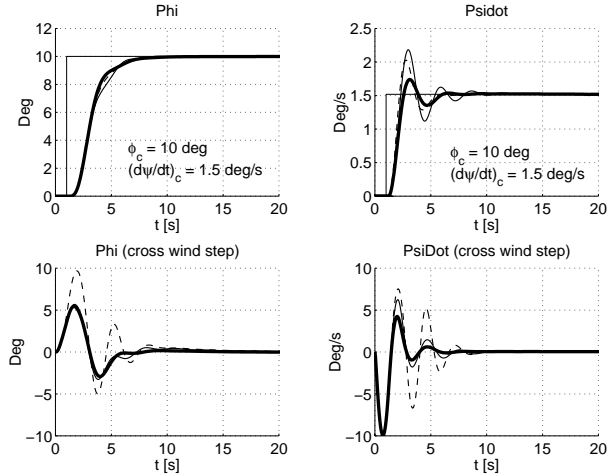 Phi
12
10
8
6
4
2
0
Deg
ϕc = 10 deg
(dψ/dt)c = 1.5 deg/s
0 5 10 15 20
t [s]
Psidot
2.5
2
1.5
1
0.5
0
Deg/s
ϕc = 10 deg
(dψ/dt)c = 1.5 deg/s
0 5 10 15 20
t [s]
Phi (cross wind step)
10
5
0
−5
−10
Deg
0 5 10 15 20
t [s]
PsiDot (cross wind step)
10
5
0
−5
−10
Deg/s
0 5 10 15 20
t [s]